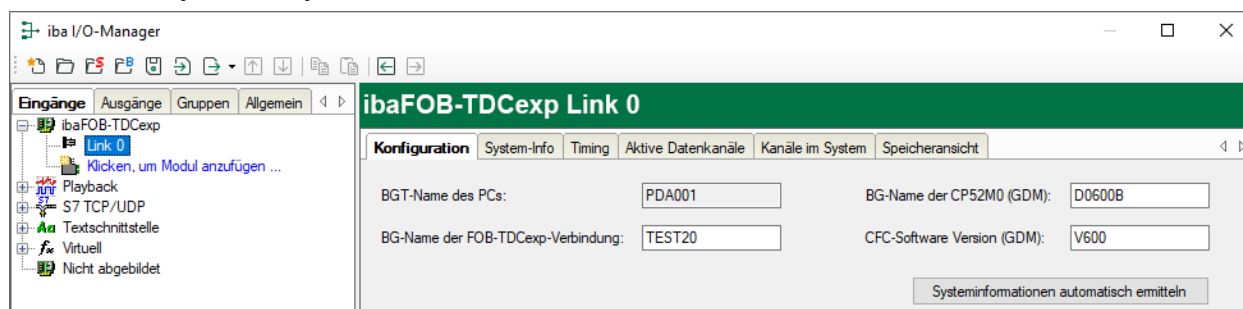 iba I/O-Manager
Eingänge Ausgänge Gruppen Allgemein
ibaFOB-TDCexp
Link 0
Klicken, um Modul anzufügen ...
Playback
S7 TCP/UDP
Textschnittstelle
Virtuell
Nicht abgebildet
ibaFOB-TDCexp Link 0
Konfiguration System-Info Timing Aktive Datenkanäle Kanäle im System Speicheransicht
BGT-Name des PCs: PDA001 BG-Name der CP52M0 (GDM): D0600B
BG-Name der FOB-TDCexp-Verbindung: TEST20 CFC-Software Version (GDM): V600
Systeminformationen automatisch ermitteln